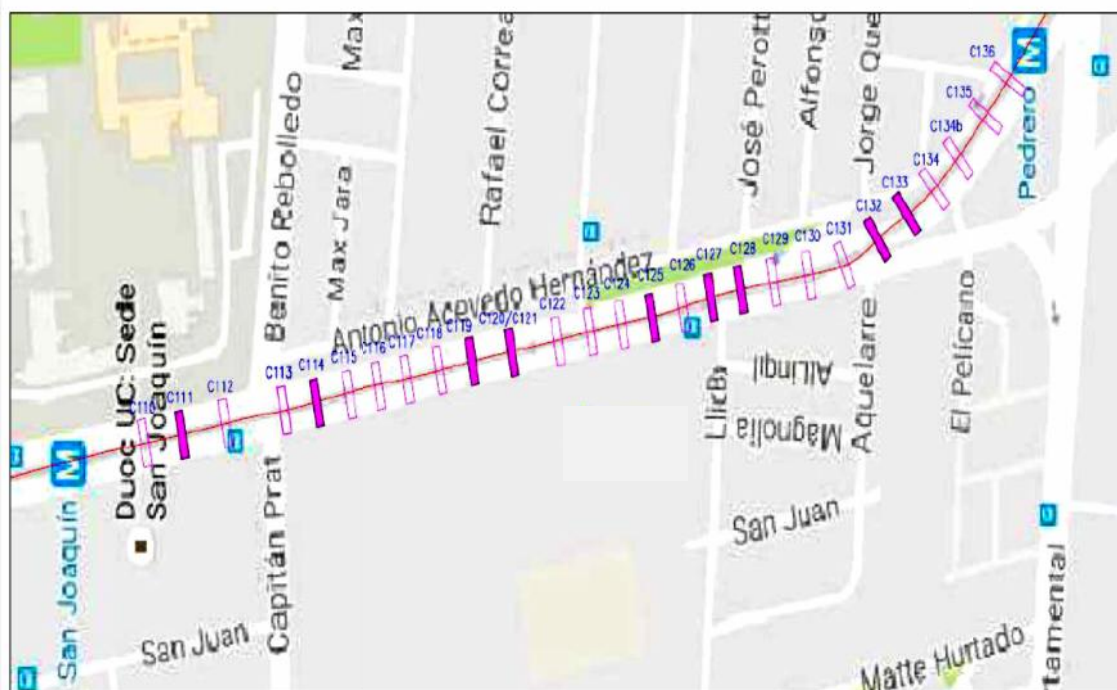 Max
Rafael Correa
José Perott
Alfonso
Jorge Que
C136
C135
C134b
C134
C133
C132
Pedrero
M
Benito Rebolledo
Max Jara
Antonio Acevedo Hernández
C131
C130
C129
C128
C127
C126
C125
C124
C123
C122
C120/C121
C119
C118
C117
C116
C115
C114
C113
C112
C111
C110
Duoc UC: Sede
San Joaquín
M
San Joaquín
Capitán Prat
Magnolia
Aquelarre
El Pelícano
San Juan
San Juan
Matte Hurtado
rtamental